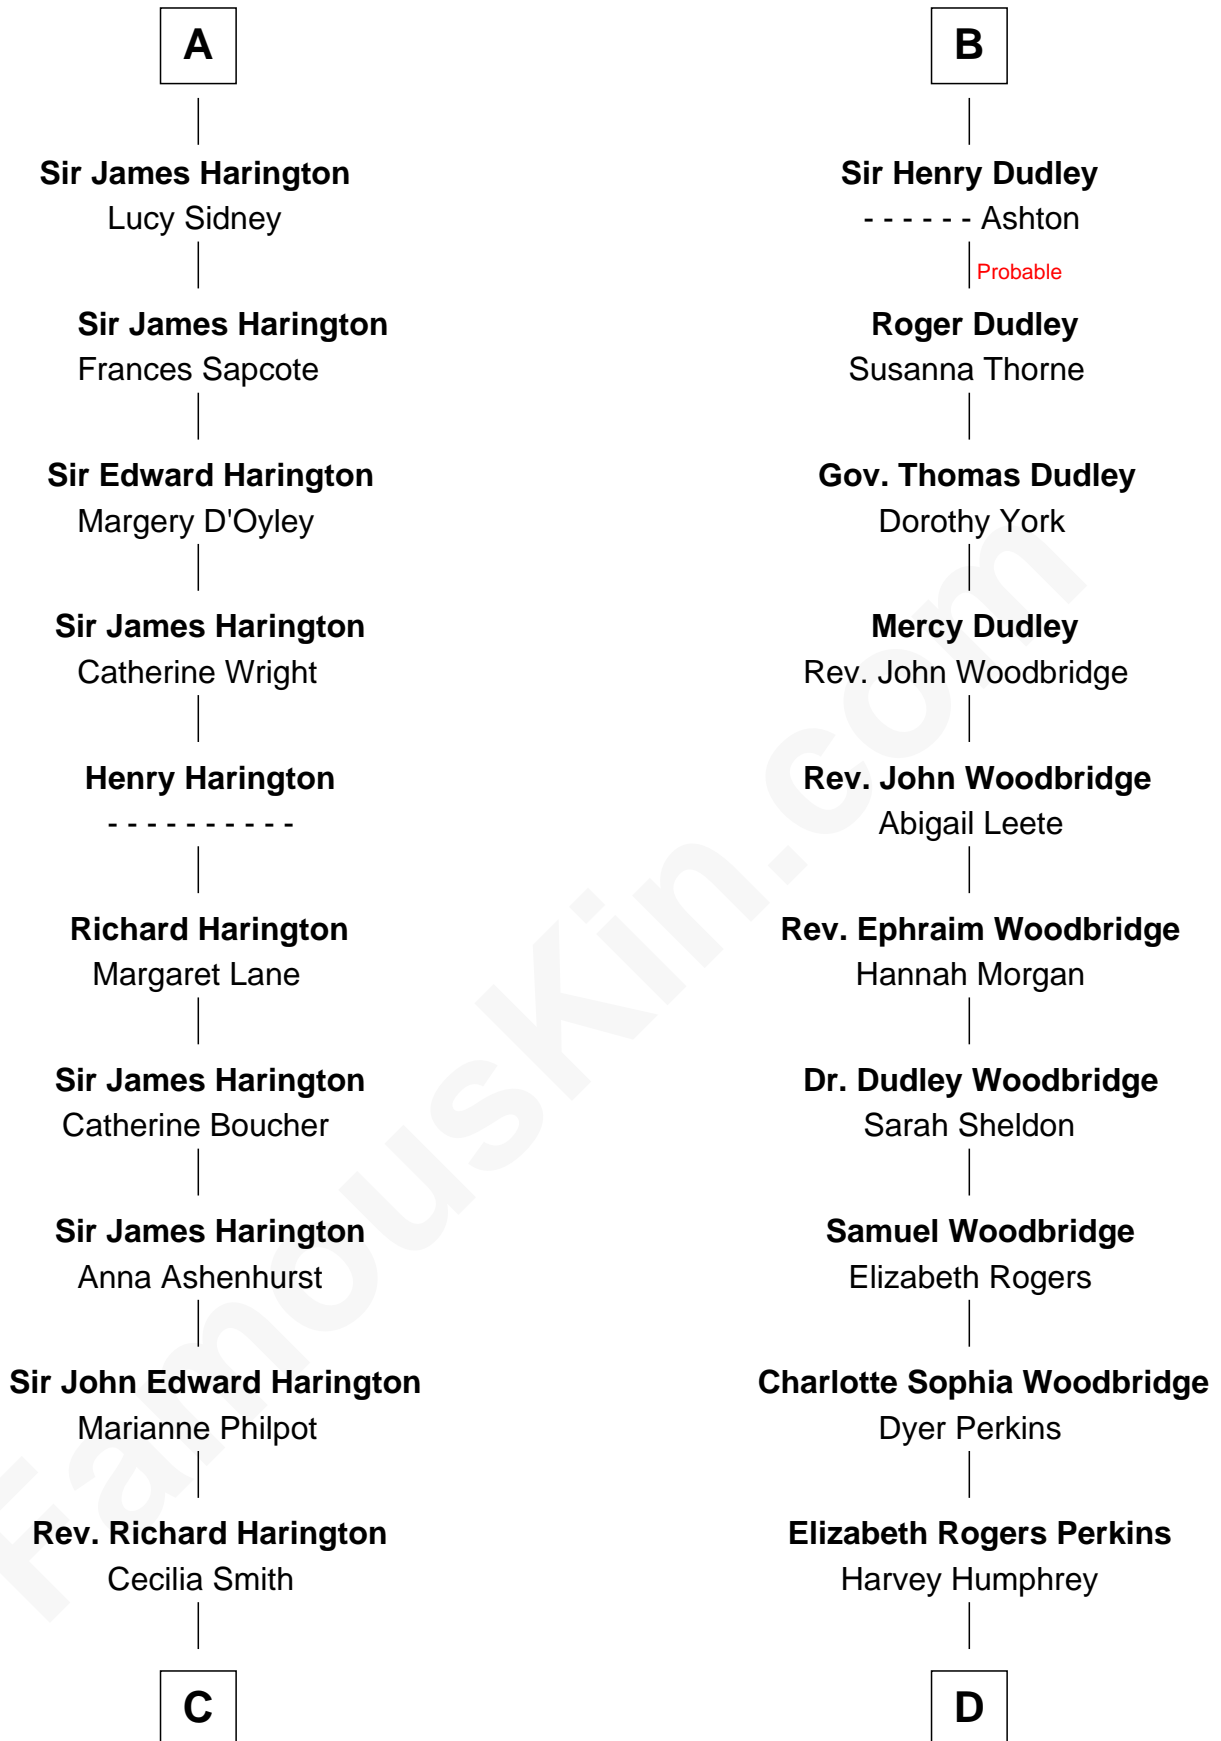 A
Sir James Harington
Lucy Sidney
Sir James Harington
Frances Sapcote
Sir Edward Harington
Margery D'Oyley
Sir James Harington
Catherine Wright
Henry Harington
- - - - - - - - - -
Richard Harington
Margaret Lane
Sir James Harington
Catherine Boucher
Sir James Harington
Anna Ashenhurst
Sir John Edward Harington
Marianne Philpot
Rev. Richard Harington
Cecilia Smith
C
B
Sir Henry Dudley
- - - - - - Ashton
Probable
Roger Dudley
Susanna Thorne
Gov. Thomas Dudley
Dorothy York
Mercy Dudley
Rev. John Woodbridge
Rev. John Woodbridge
Abigail Leete
Rev. Ephraim Woodbridge
Hannah Morgan
Dr. Dudley Woodbridge
Sarah Sheldon
Samuel Woodbridge
Elizabeth Rogers
Charlotte Sophia Woodbridge
Dyer Perkins
Elizabeth Rogers Perkins
Harvey Humphrey
D
FamousKin.com